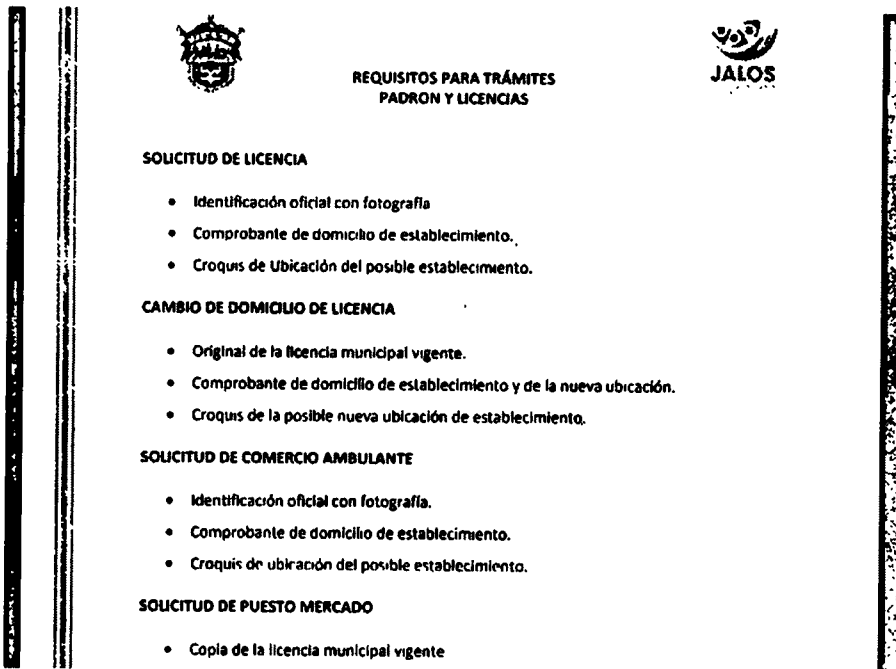 JALOS
REQUISITOS PARA TRÁMITES
PADRON Y LICENCIAS
SOLICITUD DE LICENCIA
• Identificación oficial con fotografía
• Comprobante de domicilio de establecimiento.
• Croquis de Ubicación del posible establecimiento.
CAMBIO DE DOMICILIO DE LICENCIA
• Original de la licencia municipal vigente.
• Comprobante de domicilio de establecimiento y de la nueva ubicación.
• Croquis de la posible nueva ubicación de establecimiento.
SOLICITUD DE COMERCIO AMBULANTE
• Identificación oficial con fotografía.
• Comprobante de domicilio de establecimiento.
• Croquis de ubicación del posible establecimiento.
SOLICITUD DE PUESTO MERCADO
• Copia de la licencia municipal vigente